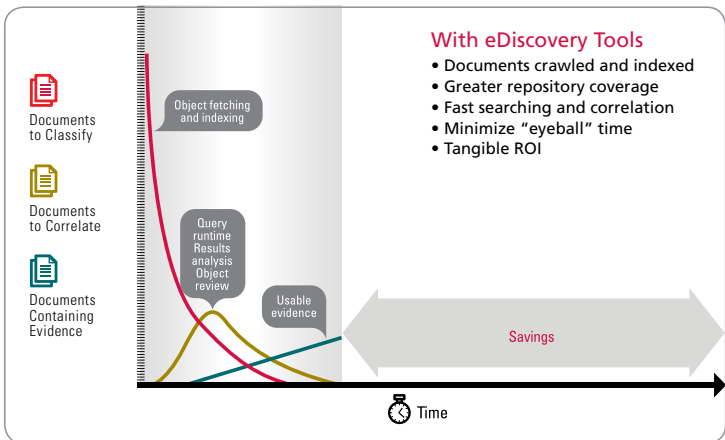 With eDiscovery Tools
• Documents crawled and indexed
• Greater repository coverage
• Fast searching and correlation
• Minimize “eyeball” time
• Tangible ROI
Documents
to Classify
Documents
to Correlate
Documents
Containing
Evidence
Object fetching
and indexing
Query
runtime
Results
analysis
Object
review
Usable
evidence
Savings
Time